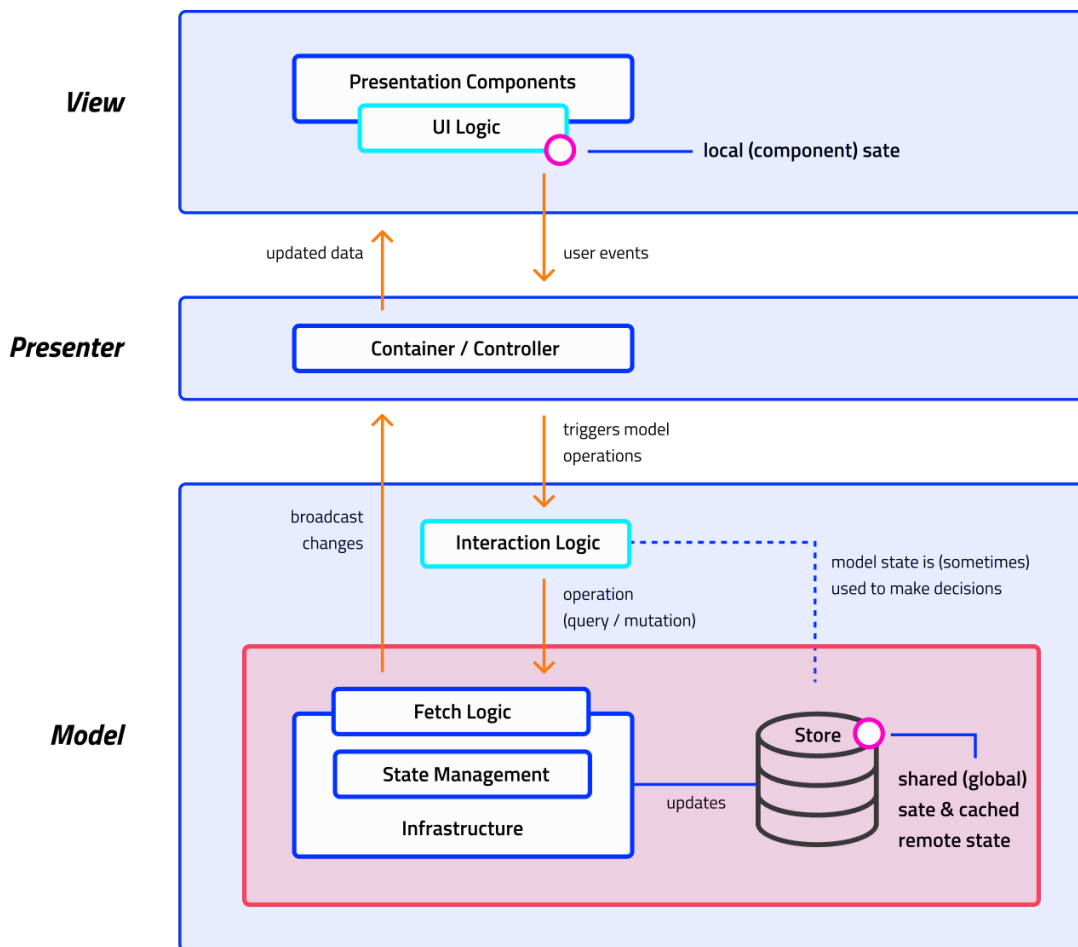 View
Presentation Components
UI Logic
local (component) sate
updated data
user events
Presenter
Container / Controller
triggers model
operations
broadcast
changes
Interaction Logic
model state is (sometimes)
used to make decisions
operation
(query / mutation)
Model
Fetch Logic
State Management
Infrastructure
updates
Store
shared (global)
sate & cached
remote state